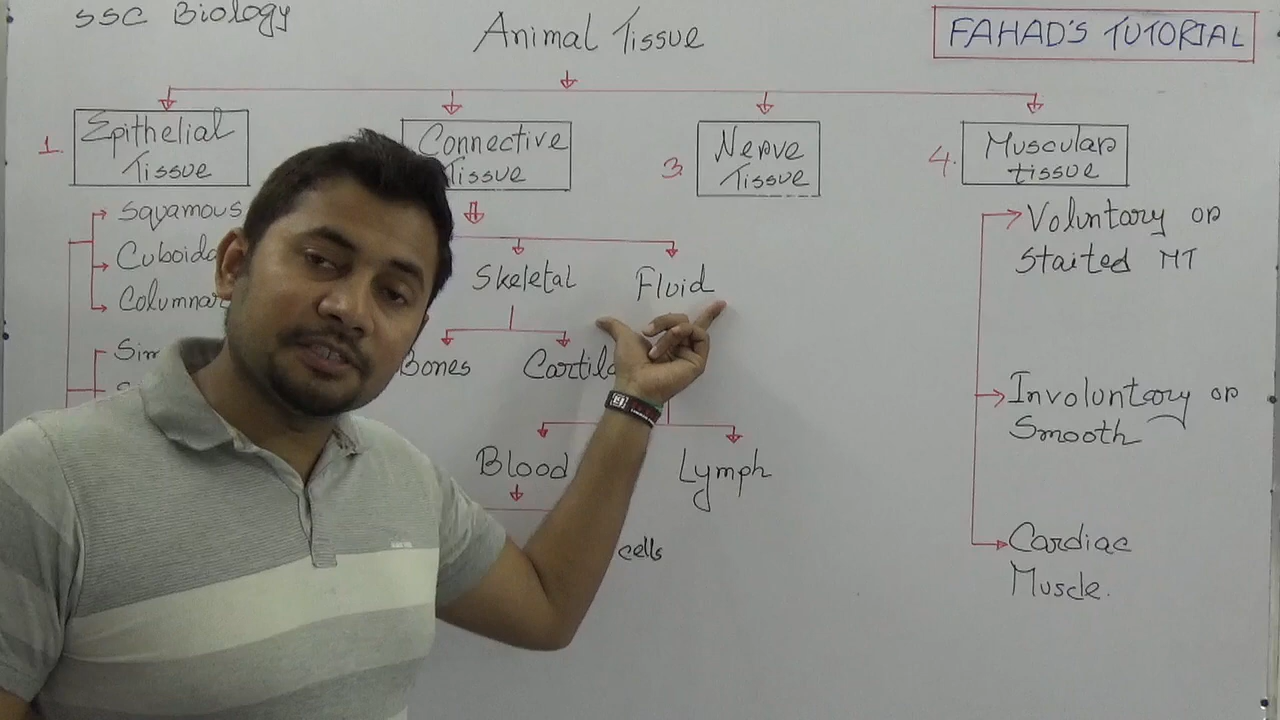 SSC Biology
Animal Tissue
FAHAD'S TUTORIAL
1.
Epithelial
Tissue
Connective
Tissue
3.
Nerve
Tissue
4.
Muscular
tissue
Squamous
Columnar
Skeletal
Fluid
Bones
Blood
Lymph
cells
Voluntary or
Staited MT
Involuntary or
Smooth
Cardiac
Muscle.